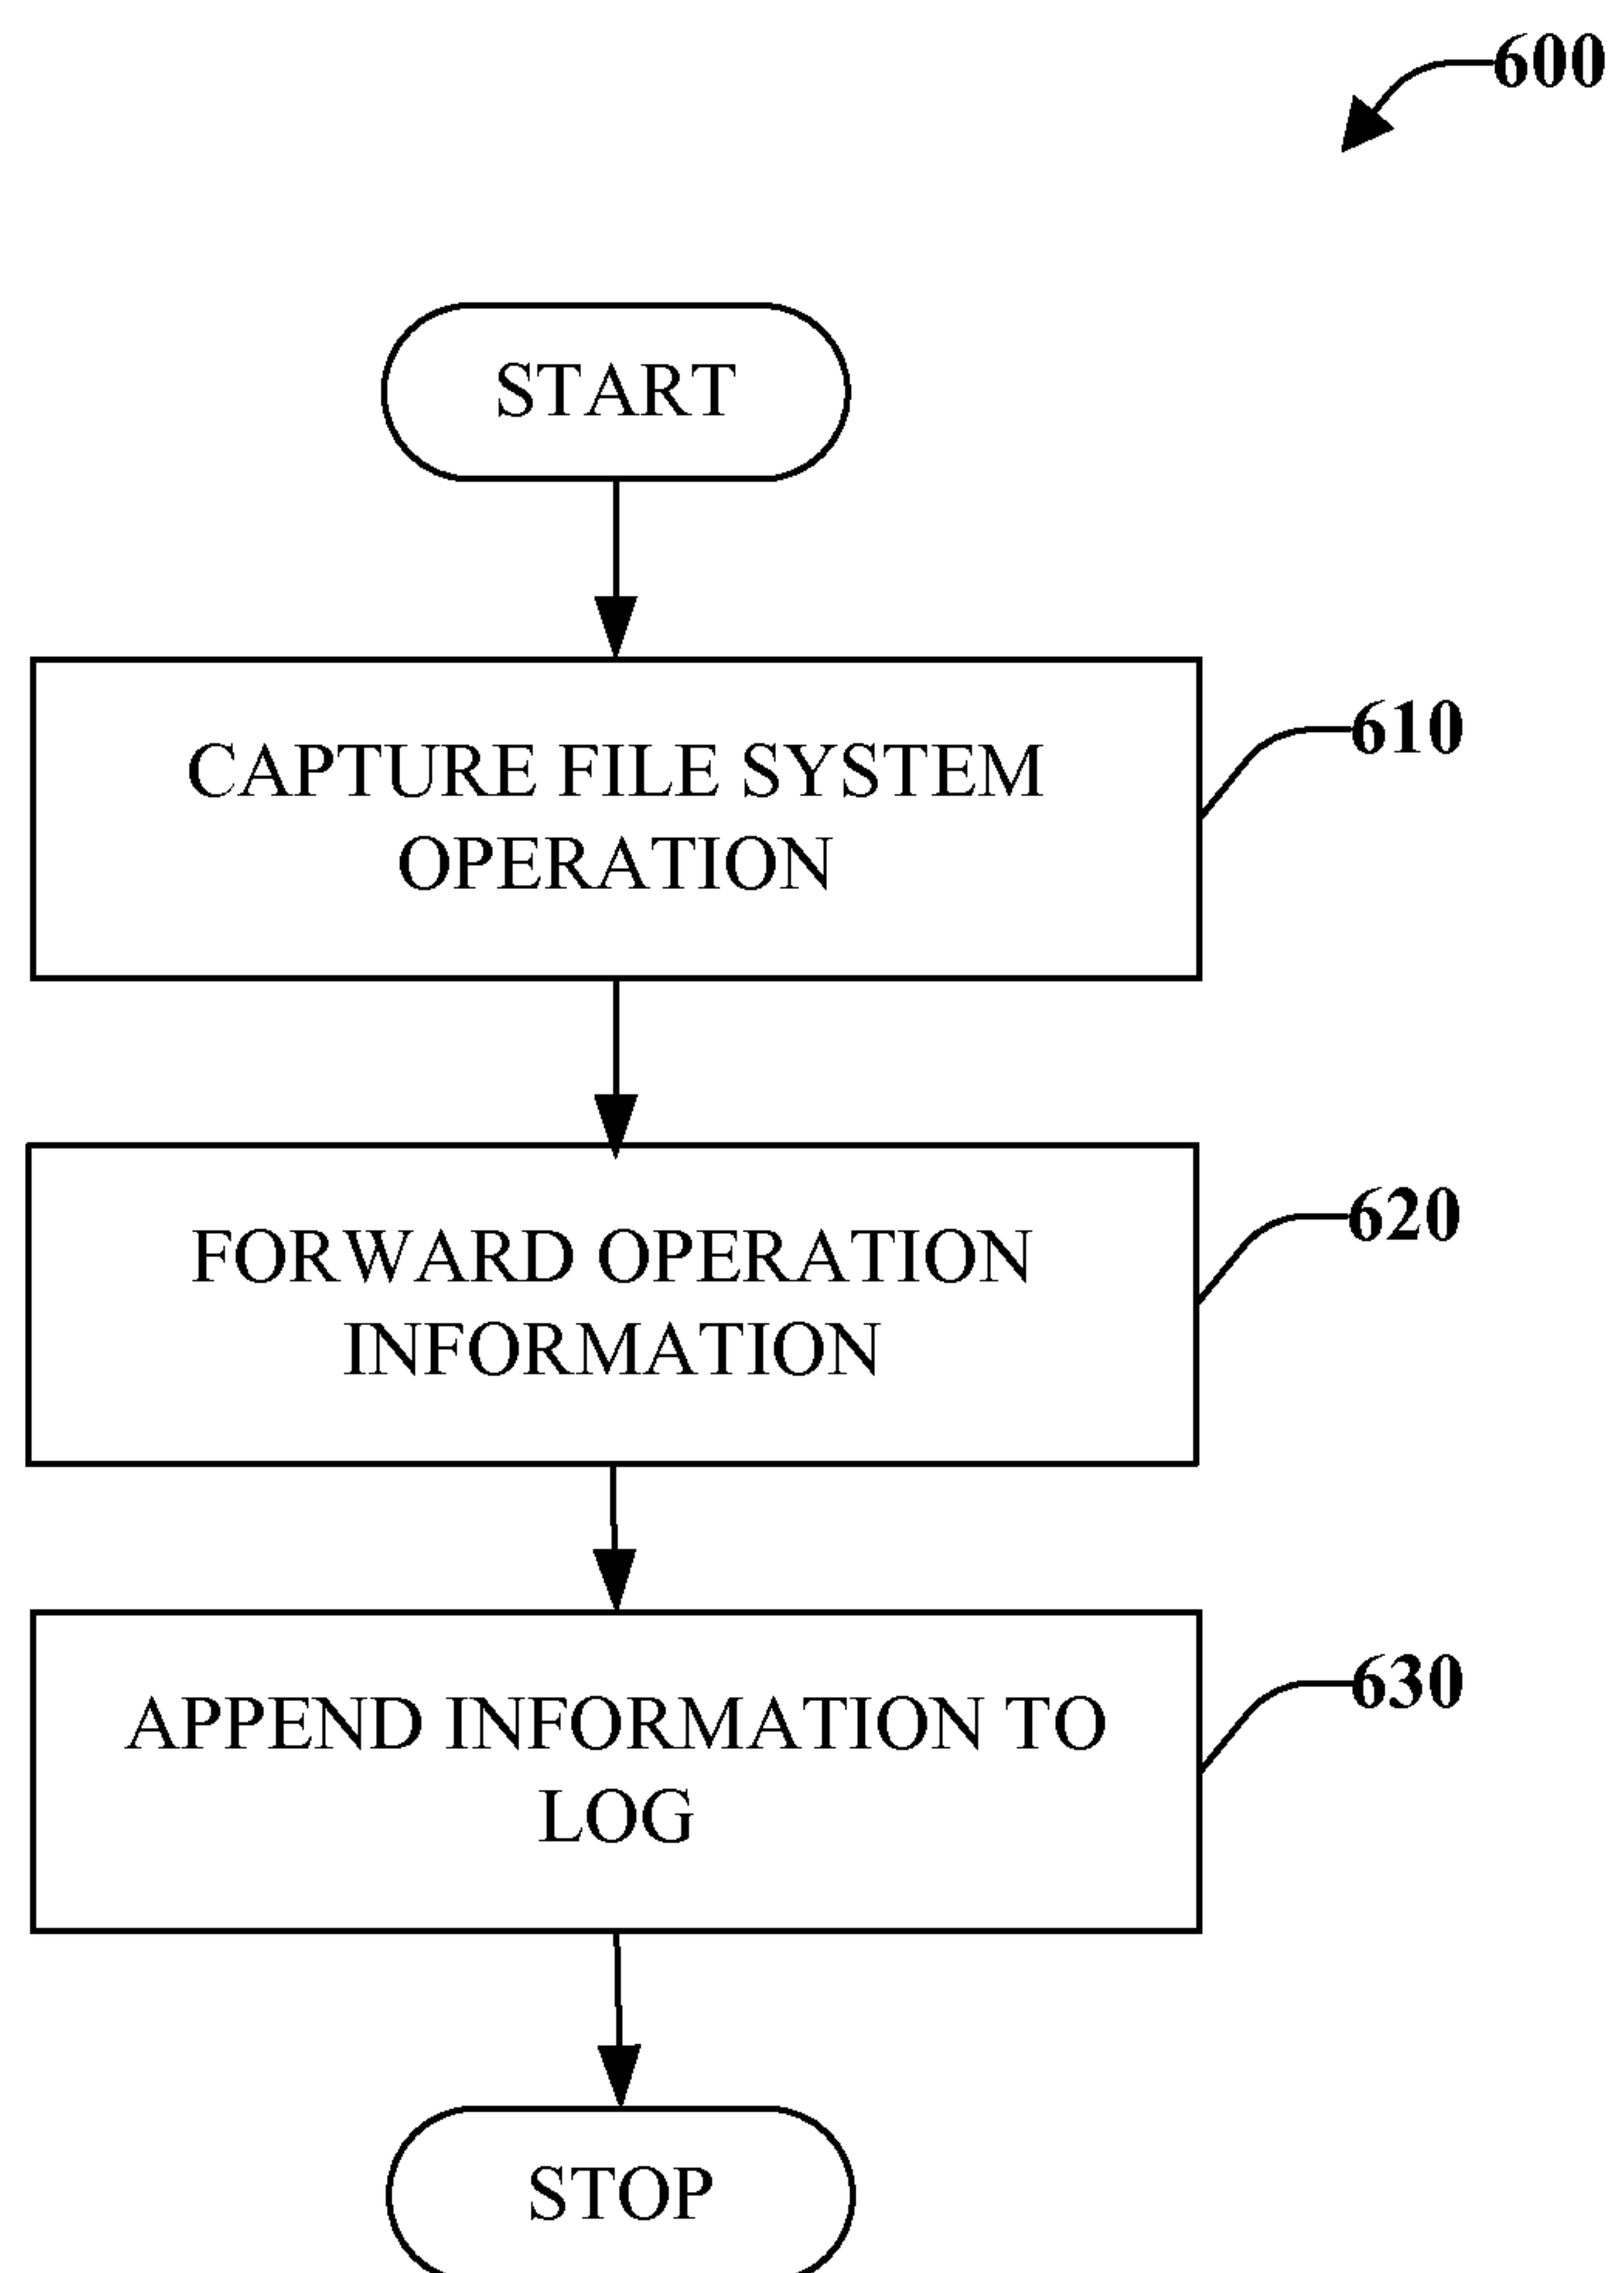 600
START
CAPTURE FILE SYSTEM
OPERATION
610
FORWARD OPERATION
INFORMATION
620
APPEND INFORMATION TO
LOG
630
STOP